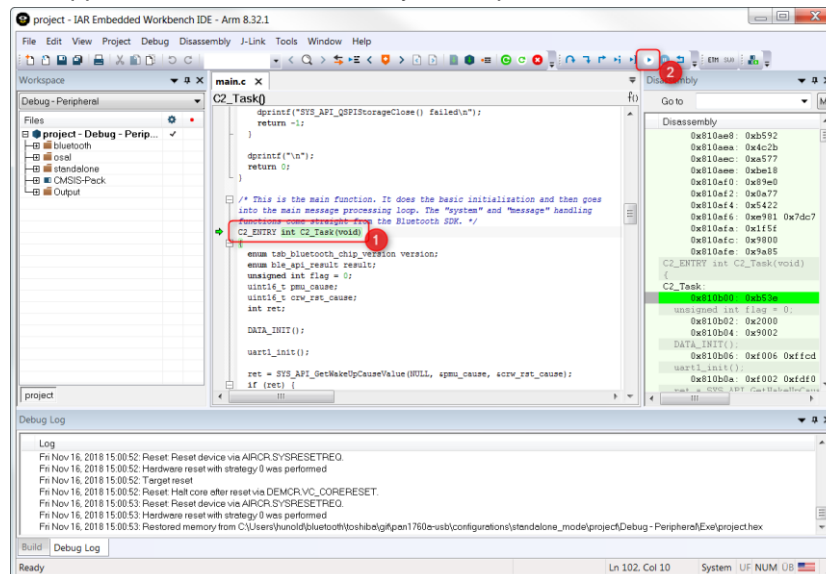 project - IAR Embedded Workbench IDE - Arm 8.32.1
File Edit View Project Debug Disassembly J-Link Tools Window Help
Workspace
main.c
Disassembly
Debug - Peripheral
C2_Task()
f()
Go to
Files
Disassembly
project - Debug - Perip...
bluetooth
osal
standalone
CMSIS-Pack
Output
project
dprintf("SYS_API_QSPIStorageClose() failed\n");
return -1;
}
dprintf("\n");
return 0;
}
/* This is the main function. It does the basic initialisation and then goes
into the main message processing loop. The "system" and "message" handling
functions come straight from the Bluetooth SDK. */
C2_ENTRY int C2_Task(void)
1
{
enum tsb_bluetooth_chip_version version;
enum ble_api_result result;
unsigned int flag = 0;
uint16_t pmu_cause;
uint16_t crw_rst_cause;
int ret;
DATA_INIT();
uart1_init();
ret = SYS_API_GetWakeUpCauseValue(NULL, &pmu_cause, &crw_rst_cause);
if (ret) {
2
0x810ae8: 0xb592
0x810aea: 0x4c2b
0x810aec: 0xa577
0x810aee: 0xbe18
0x810af0: 0x89e0
0x810af2: 0x0a77
0x810af4: 0x5422
0x810af6: 0xe981 0x7dc7
0x810afa: 0x1f5f
0x810afc: 0x9800
0x810afe: 0x9a85
C2_ENTRY int C2_Task(void)
{
C2_Task:
0x810b00: 0xb53e
unsigned int flag = 0;
0x810b02: 0x2000
0x810b04: 0x9002
DATA_INIT();
0x810b06: 0xf006 0xffcd
uart1_init();
0x810b0a: 0xf002 0xfdf0
Debug Log
Log
Fri Nov 16, 2018 15:00:52: Reset: Reset device via AIRCR.SYSRESETREQ.
Fri Nov 16, 2018 15:00:52: Hardware reset with strategy 0 was performed
Fri Nov 16, 2018 15:00:52: Target reset
Fri Nov 16, 2018 15:00:52: Reset: Halt core after reset via DEMCR.VC_CORERESET.
Fri Nov 16, 2018 15:00:53: Reset: Reset device via AIRCR.SYSRESETREQ.
Fri Nov 16, 2018 15:00:53: Hardware reset with strategy 0 was performed
Fri Nov 16, 2018 15:00:53: Restored memory from C:\Users\hunold\bluetooth\toshiba\git\pan1760a-usb\configurations\standalone_mode\project\Debug - Peripheral\Exe\project.hex
Build Debug Log
Ready
Ln 102, Col 10 System UF NUM ÜB